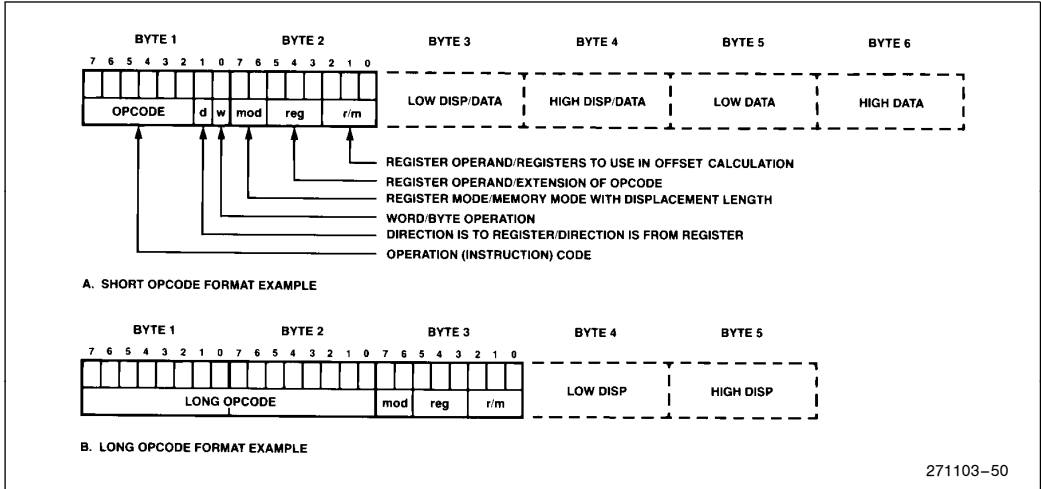 BYTE 1 BYTE 2 BYTE 3 BYTE 4 BYTE 5 BYTE 6
7 6 5 4 3 2 1 0 7 6 5 4 3 2 1 0
LOW DISP/DATA HIGH DISP/DATA LOW DATA HIGH DATA
OPCODE d w mod reg r/m
REGISTER OPERAND/REGISTERS TO USE IN OFFSET CALCULATION
REGISTER OPERAND/EXTENSION OF OPCODE
REGISTER MODE/MEMORY MODE WITH DISPLACEMENT LENGTH
WORD/BYTE OPERATION
DIRECTION IS TO REGISTER/DIRECTION IS FROM REGISTER
OPERATION (INSTRUCTION) CODE
A. SHORT OPCODE FORMAT EXAMPLE
BYTE 1 BYTE 2 BYTE 3 BYTE 4 BYTE 5
7 6 5 4 3 2 1 0 7 6 5 4 3 2 1 0 7 6 5 4 3 2 1 0
LOW DISP HIGH DISP
LONG OPCODE mod reg r/m
B. LONG OPCODE FORMAT EXAMPLE
271103–50